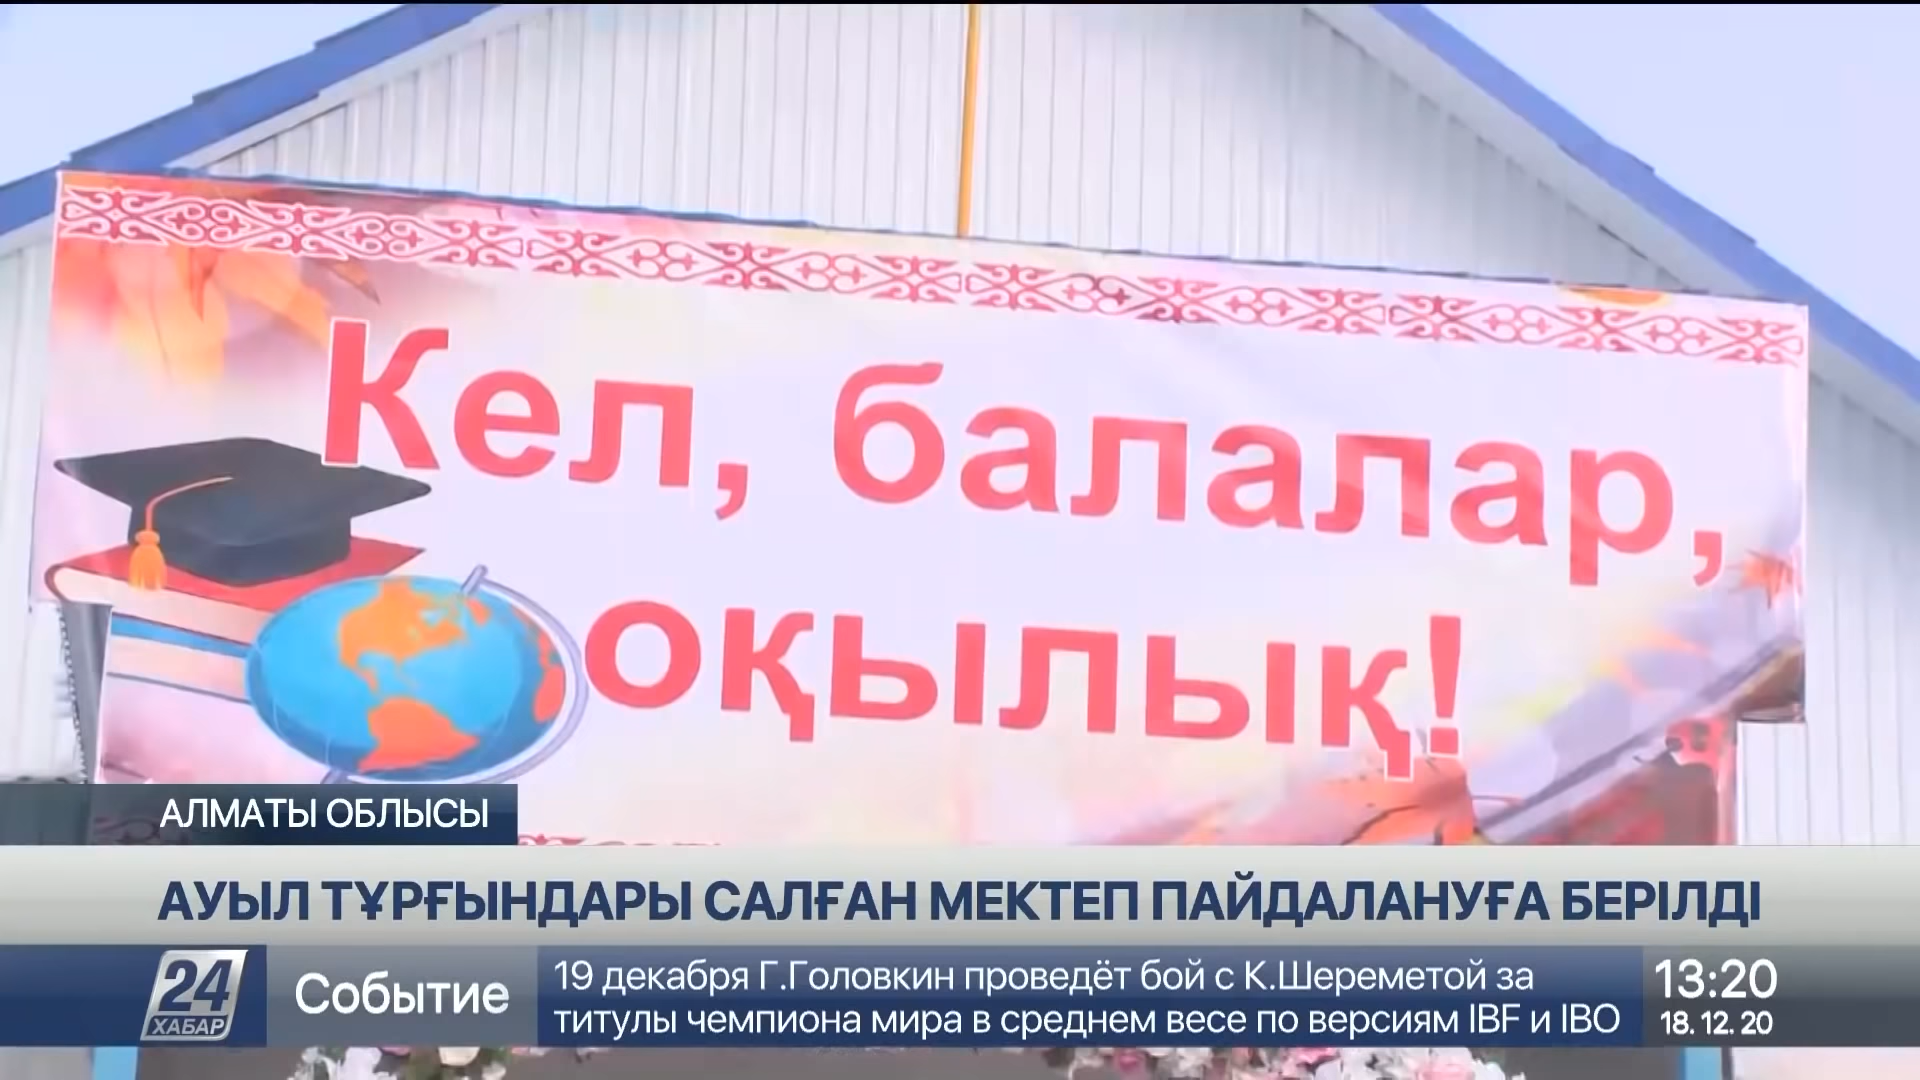 Кел, балалар,
оқылық!
АЛМАТЫ ОБЛЫСЫ
АУЫЛ ТҰРҒЫНДАРЫ САЛҒАН МЕКТЕП ПАЙДАЛАНУҒА БЕРІЛДІ
24
ХАБАР
Событие
19 декабря Г.Головкин проведёт бой с К.Шереметой за
титулы чемпиона мира в среднем весе по версиям IBF и IBO
13:20
18. 12. 20